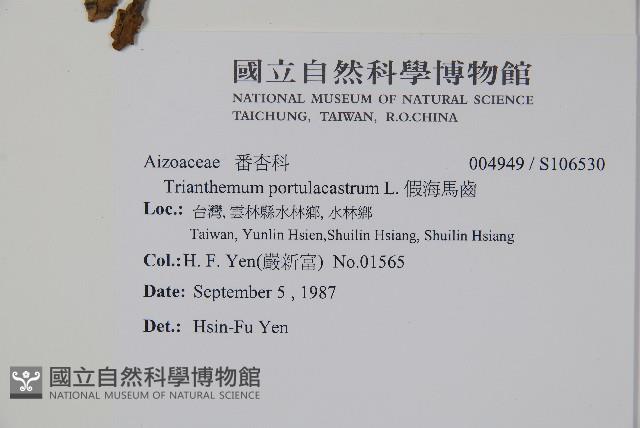 國立自然科學博物館
NATIONAL MUSEUM OF NATURAL SCIENCE
TAICHUNG, TAIWAN, R.O.CHINA
Aizoaceae 番杏科 004949 / S106530
Trianthemum portulacastrum L. 假海馬齒
Loc.: 台灣, 雲林縣水林鄉, 水林鄉
Taiwan, Yunlin Hsien,Shuilin Hsiang, Shuilin Hsiang
Col.:H. F. Yen(嚴新富) No.01565
Date: September 5 , 1987
Det.: Hsin-Fu Yen
國立自然科學博物館
NATIONAL MUSEUM OF NATURAL SCIENCE